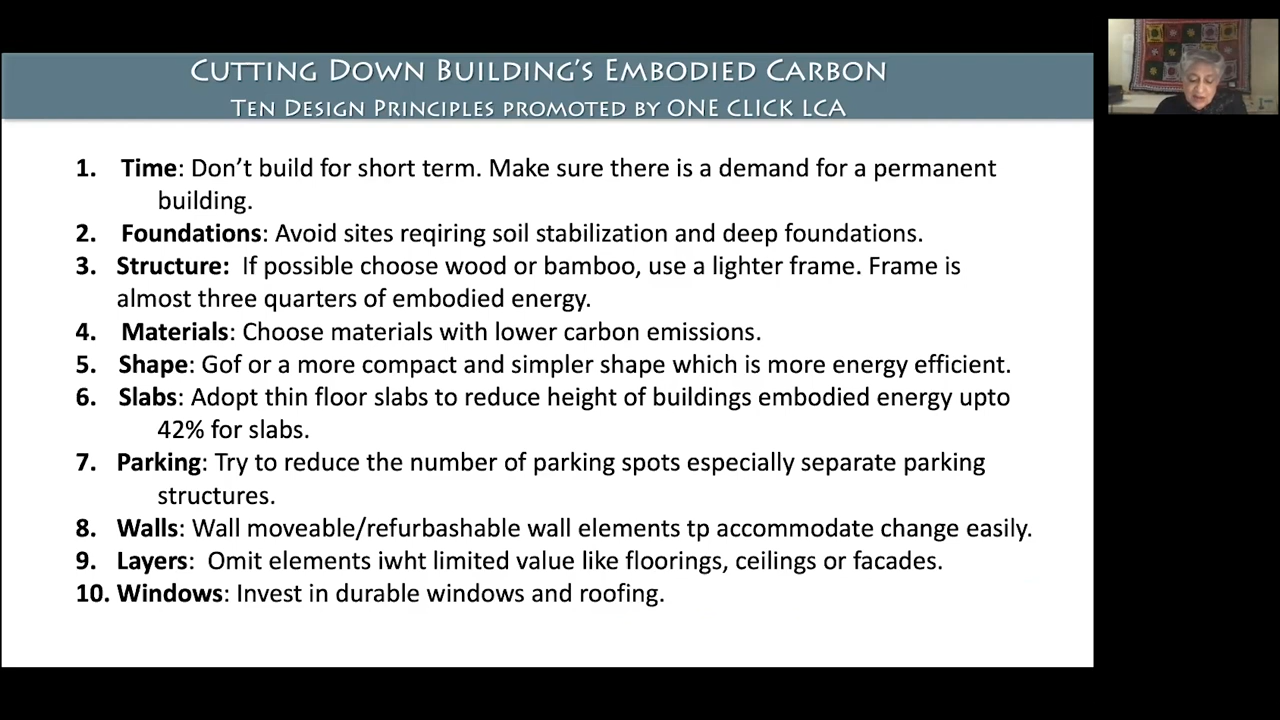 CUTTING DOWN BUILDING'S EMBODIED CARBON
TEN DESIGN PRINCIPLES PROMOTED BY ONE CLICK LCA
1. Time: Don't build for short term. Make sure there is a demand for a permanent
building.
2. Foundations: Avoid sites reqiring soil stabilization and deep foundations.
3. Structure: If possible choose wood or bamboo, use a lighter frame. Frame is
almost three quarters of embodied energy.
4. Materials: Choose materials with lower carbon emissions.
5. Shape: Gof or a more compact and simpler shape which is more energy efficient.
6. Slabs: Adopt thin floor slabs to reduce height of buildings embodied energy upto
42% for slabs.
7. Parking: Try to reduce the number of parking spots especially separate parking
structures.
8. Walls: Wall moveable/refurbashable wall elements tp accommodate change easily.
9. Layers: Omit elements iwht limited value like floorings, ceilings or facades.
10. Windows: Invest in durable windows and roofing.